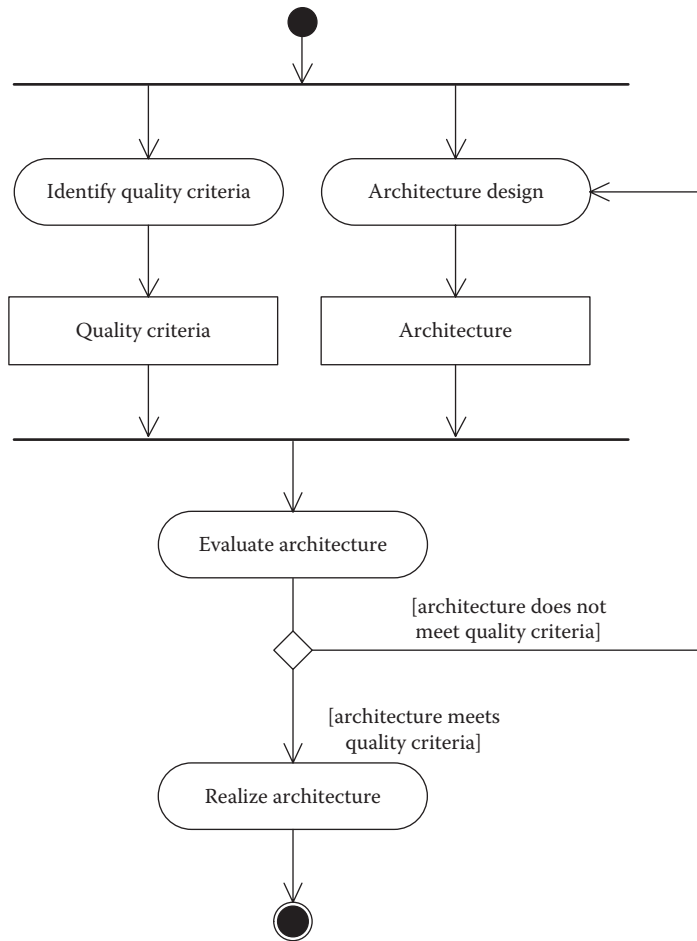 Identify quality criteria
Architecture design
Quality criteria
Architecture
Evaluate architecture
[architecture does not
meet quality criteria]
[architecture meets
quality criteria]
Realize architecture